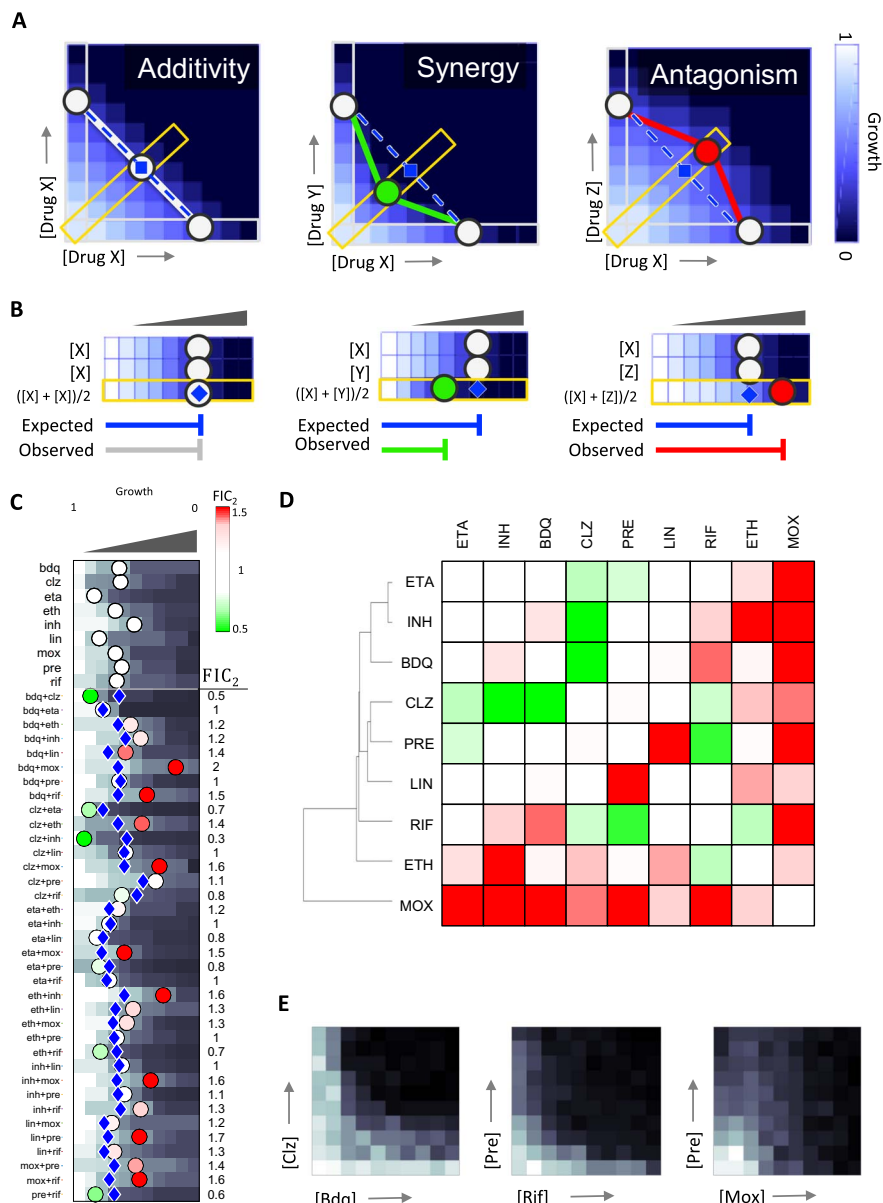 A
Additivity
Synergy
Antagonism
1
Growth
0
[Drug X]
[Drug Y]
[Drug Z]
[Drug X]
[Drug X]
[Drug X]
B
[X]
[X]
([X] + [X])/2
Expected
Observed
[X]
[Y]
([X] + [Y])/2
Expected
Observed
[X]
[Z]
([X] + [Z])/2
Expected
Observed
C
Growth
1
0
FIC2
1.5
1
0.5
bdq
clz
eta
eth
inh
lin
mox
pre
rif
FIC2
bdq+clz 0.5
bdq+eta 1
bdq+eth 1.2
bdq+inh 1.2
bdq+lin 1.4
bdq+mox 2
bdq+pre 1
bdq+rif 1.5
clz+eta 0.7
clz+eth 1.4
clz+inh 0.3
clz+lin 1
clz+mox 1.6
clz+pre 1.1
clz+rif 0.8
eta+eth 1.2
eta+inh 1
eta+lin 0.8
eta+mox 1.5
eta+pre 0.8
eta+rif 1
eth+inh 1.6
eth+lin 1.3
eth+mox 1.3
eth+pre 1
eth+rif 0.7
inh+lin 1
inh+mox 1.6
inh+pre 1.1
inh+rif 1.3
lin+mox 1.2
lin+pre 1.7
lin+rif 1.3
mox+pre 1.4
mox+rif 1.6
pre+rif 0.6
D
ETA INH BDQ CLZ PRE LIN RIF ETH MOX
ETA
INH
BDQ
CLZ
PRE
LIN
RIF
ETH
MOX
E
[Clz]
[Bdq]
[Pre]
[Rif]
[Pre]
[Mox]